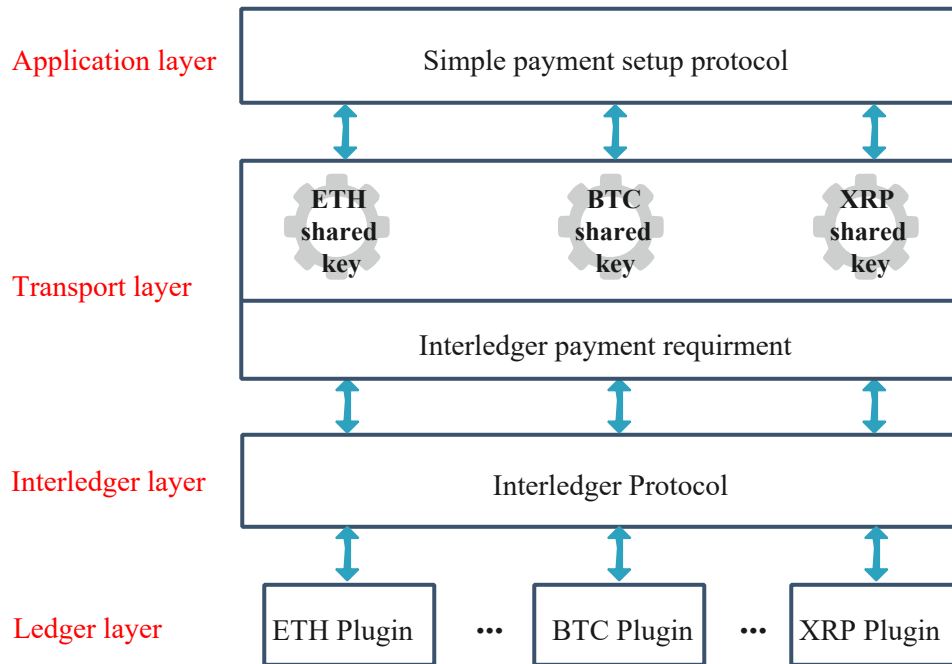 Application layer
Simple payment setup protocol
ETH
shared
key
BTC
shared
key
XRP
shared
key
Transport layer
Interledger payment requirment
Interledger layer
Interledger Protocol
Ledger layer
ETH Plugin ••• BTC Plugin ••• XRP Plugin